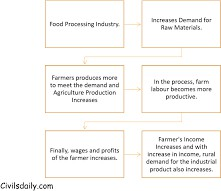 Food Processing Industry.
Increases Demand for
Raw Materials.
Farmers produces more
to meet the demand and
Agriculture Production
Increases
In the process, farm
labour becomes more
productive.
Finally, wages and profits
of the farmer increases.
Farmer's Income
Increases and with
increase in income, rural
demand for the industrial
product also increases.
Civilsdaily.com